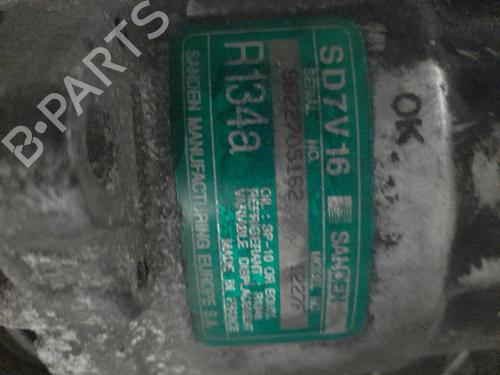 SD7V16 SANDEN
SERIAL NO. MODEL NO.
R134a
OIL: SP-10 OR EQUIV.
REFRIGERANT: R134a
VARIABLE DISPLACEMENT
MADE IN FRANCE
SANDEN MANUFACTURING EUROPE S.A.
OK
B-PARTS